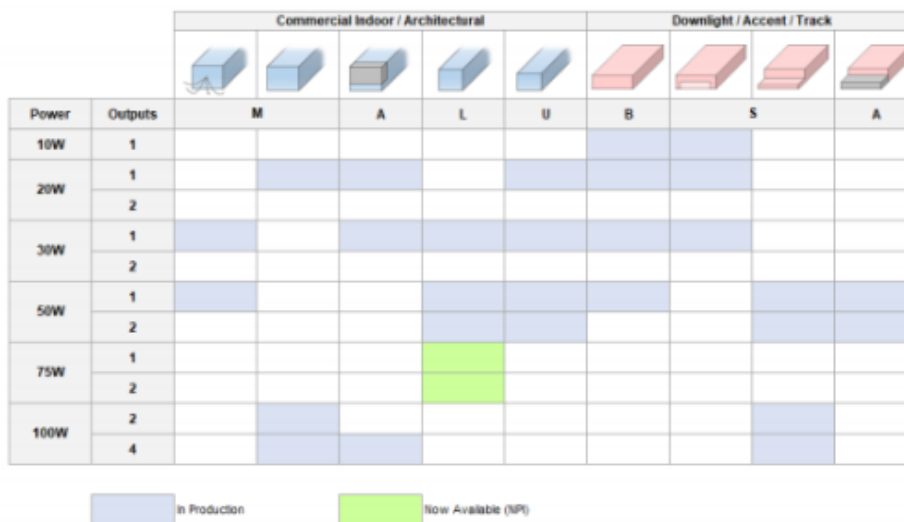 Commercial Indoor / Architectural Downlight / Accent / Track
Power Outputs M A L U B S A
10W 1
20W 1
2
30W 1
2
50W 1
2
75W 1
2
100W 2
4
In Production Now Available (NPI)